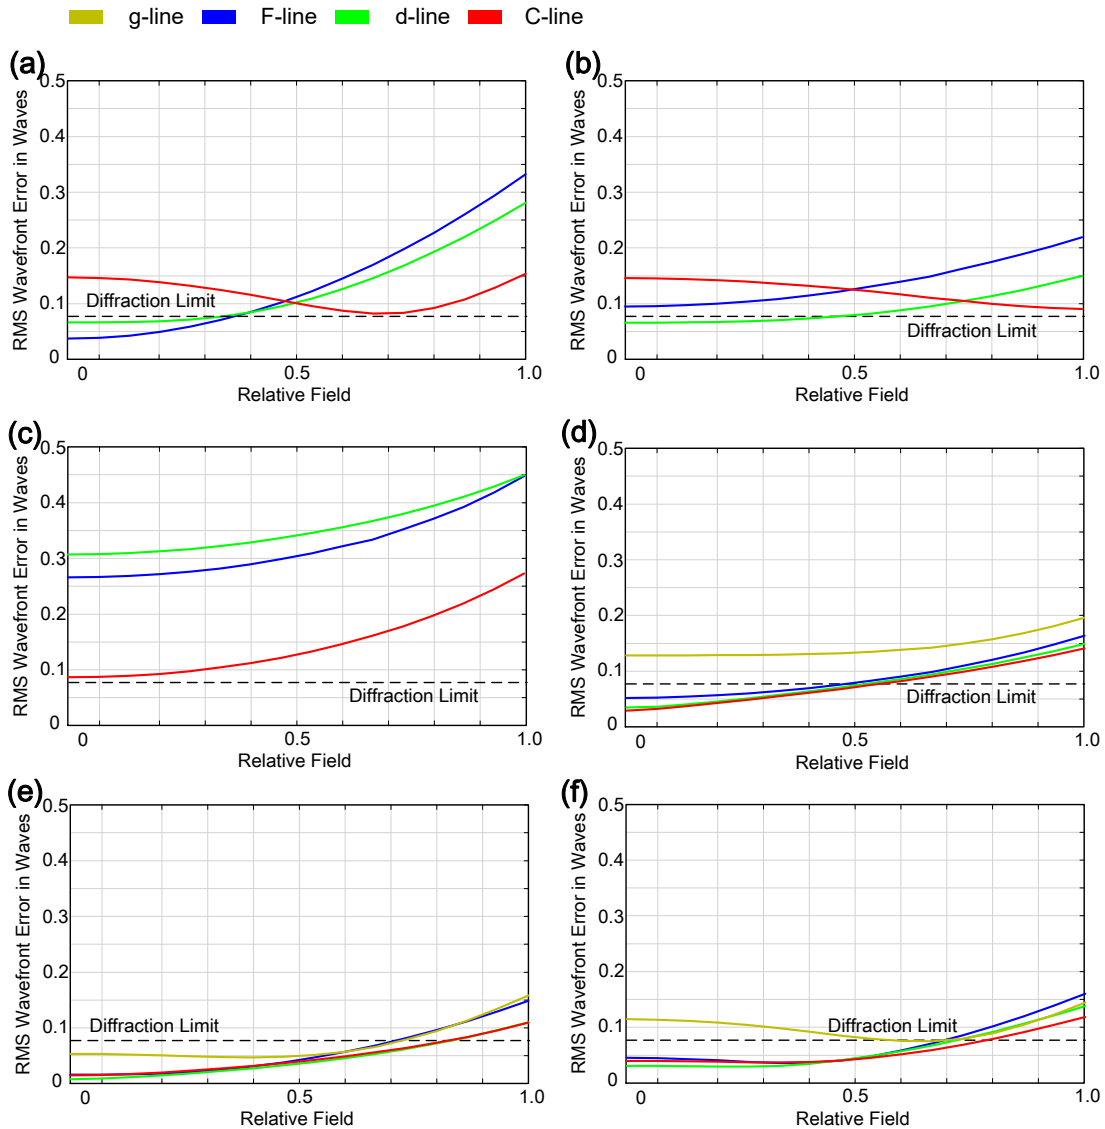 g-line F-line d-line C-line
(a)
0.5
0.4
0.3
0.2
0.1
0
RMS Wavefront Error in Waves
Diffraction Limit
0 0.5 1.0
Relative Field
(b)
0.5
0.4
0.3
0.2
0.1
0
RMS Wavefront Error in Waves
Diffraction Limit
0 0.5 1.0
Relative Field
(c)
0.5
0.4
0.3
0.2
0.1
0
RMS Wavefront Error in Waves
Diffraction Limit
0 0.5 1.0
Relative Field
(d)
0.5
0.4
0.3
0.2
0.1
0
RMS Wavefront Error in Waves
Diffraction Limit
0 0.5 1.0
Relative Field
(e)
0.5
0.4
0.3
0.2
0.1
0
RMS Wavefront Error in Waves
Diffraction Limit
0 0.5 1.0
Relative Field
(f)
0.5
0.4
0.3
0.2
0.1
0
RMS Wavefront Error in Waves
Diffraction Limit
0 0.5 1.0
Relative Field